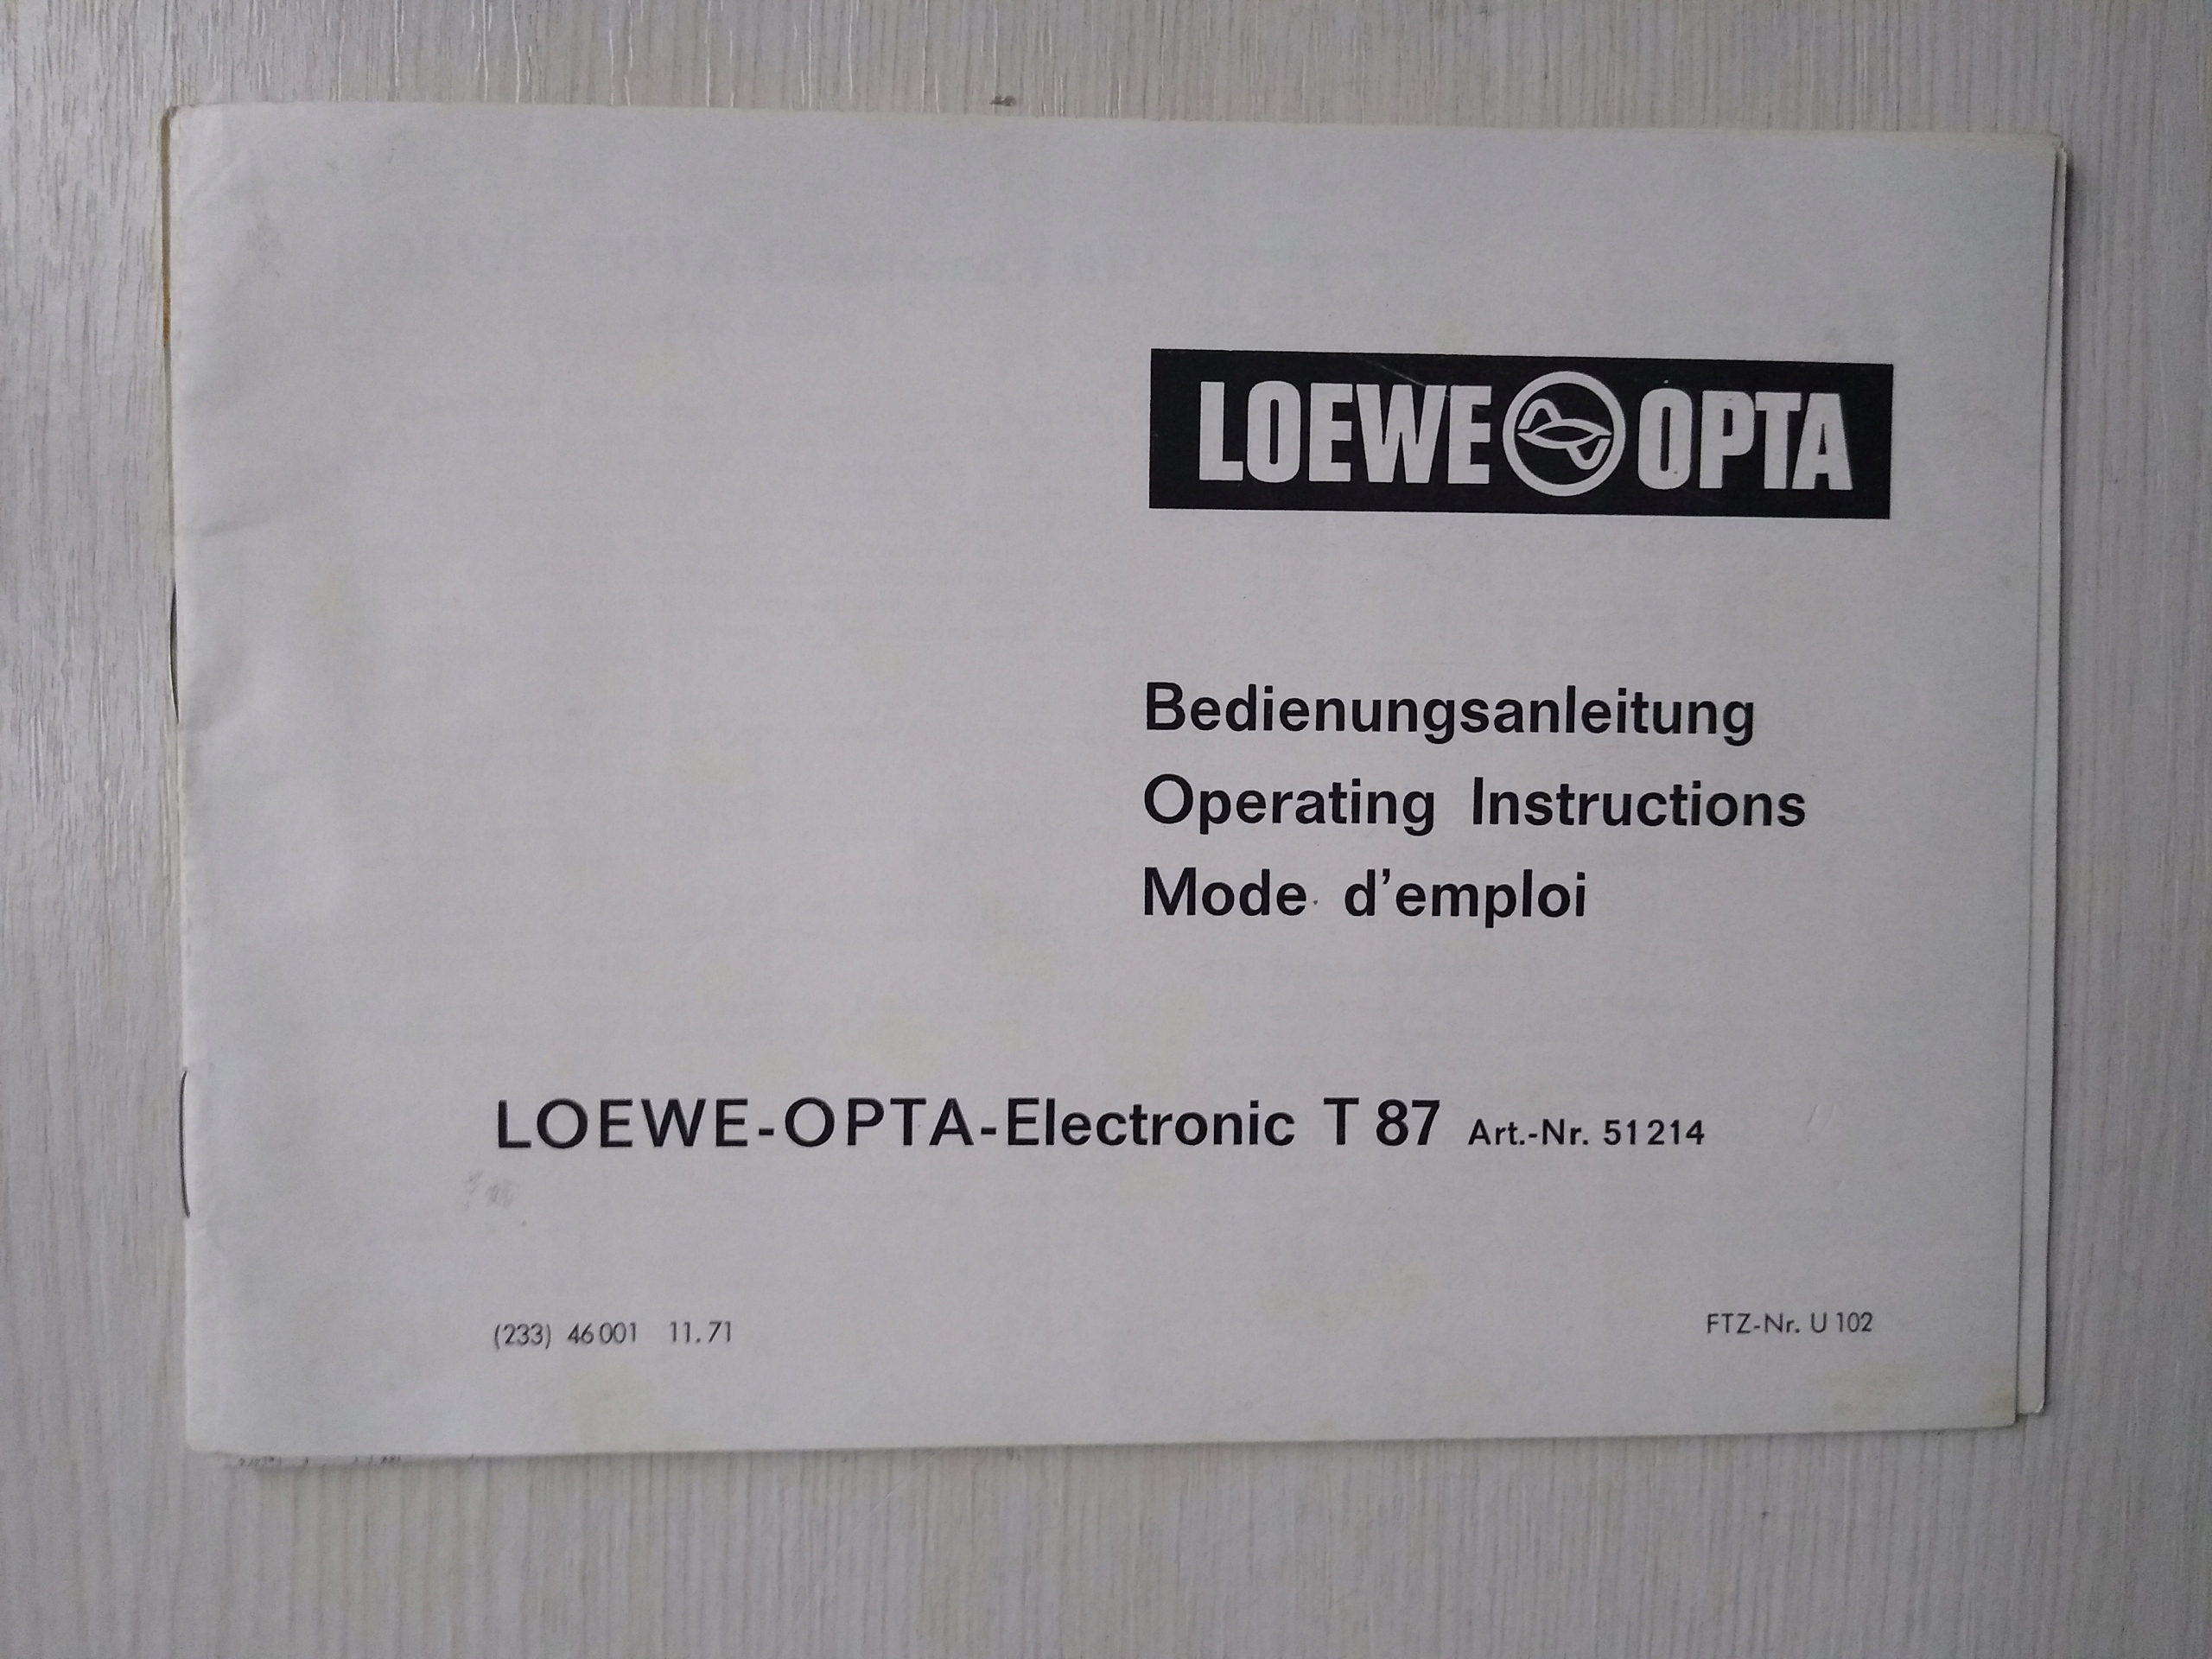 LOEWE OPTA
Bedienungsanleitung
Operating Instructions
Mode d'emploi
LOEWE-OPTA-Electronic T 87 Art.-Nr. 51214
(233) 46001 11.71
FTZ-Nr. U 102